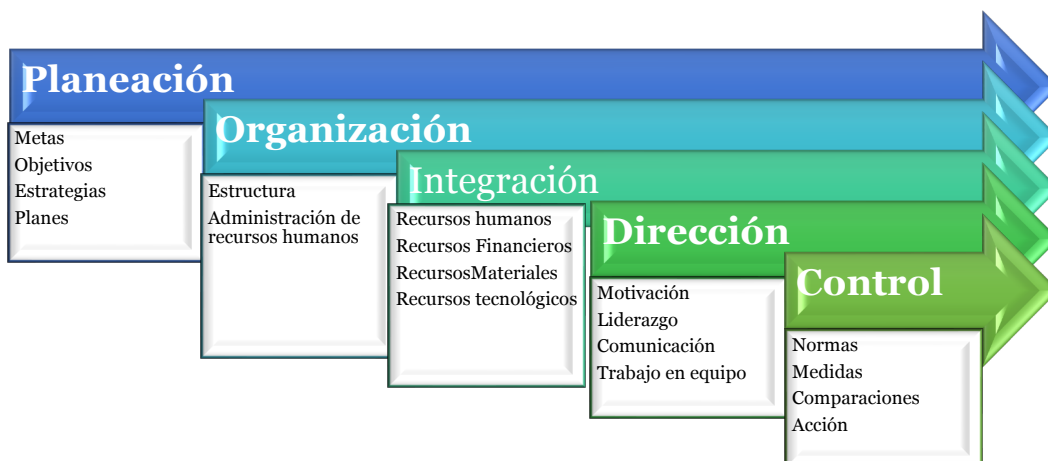 Planeación
Metas
Objetivos
Estrategias
Planes
Organización
Estructura
Administración de
recursos humanos
Integración
Recursos humanos
Recursos Financieros
RecursosMateriales
Recursos tecnológicos
Dirección
Motivación
Liderazgo
Comunicación
Trabajo en equipo
Control
Normas
Medidas
Comparaciones
Acción